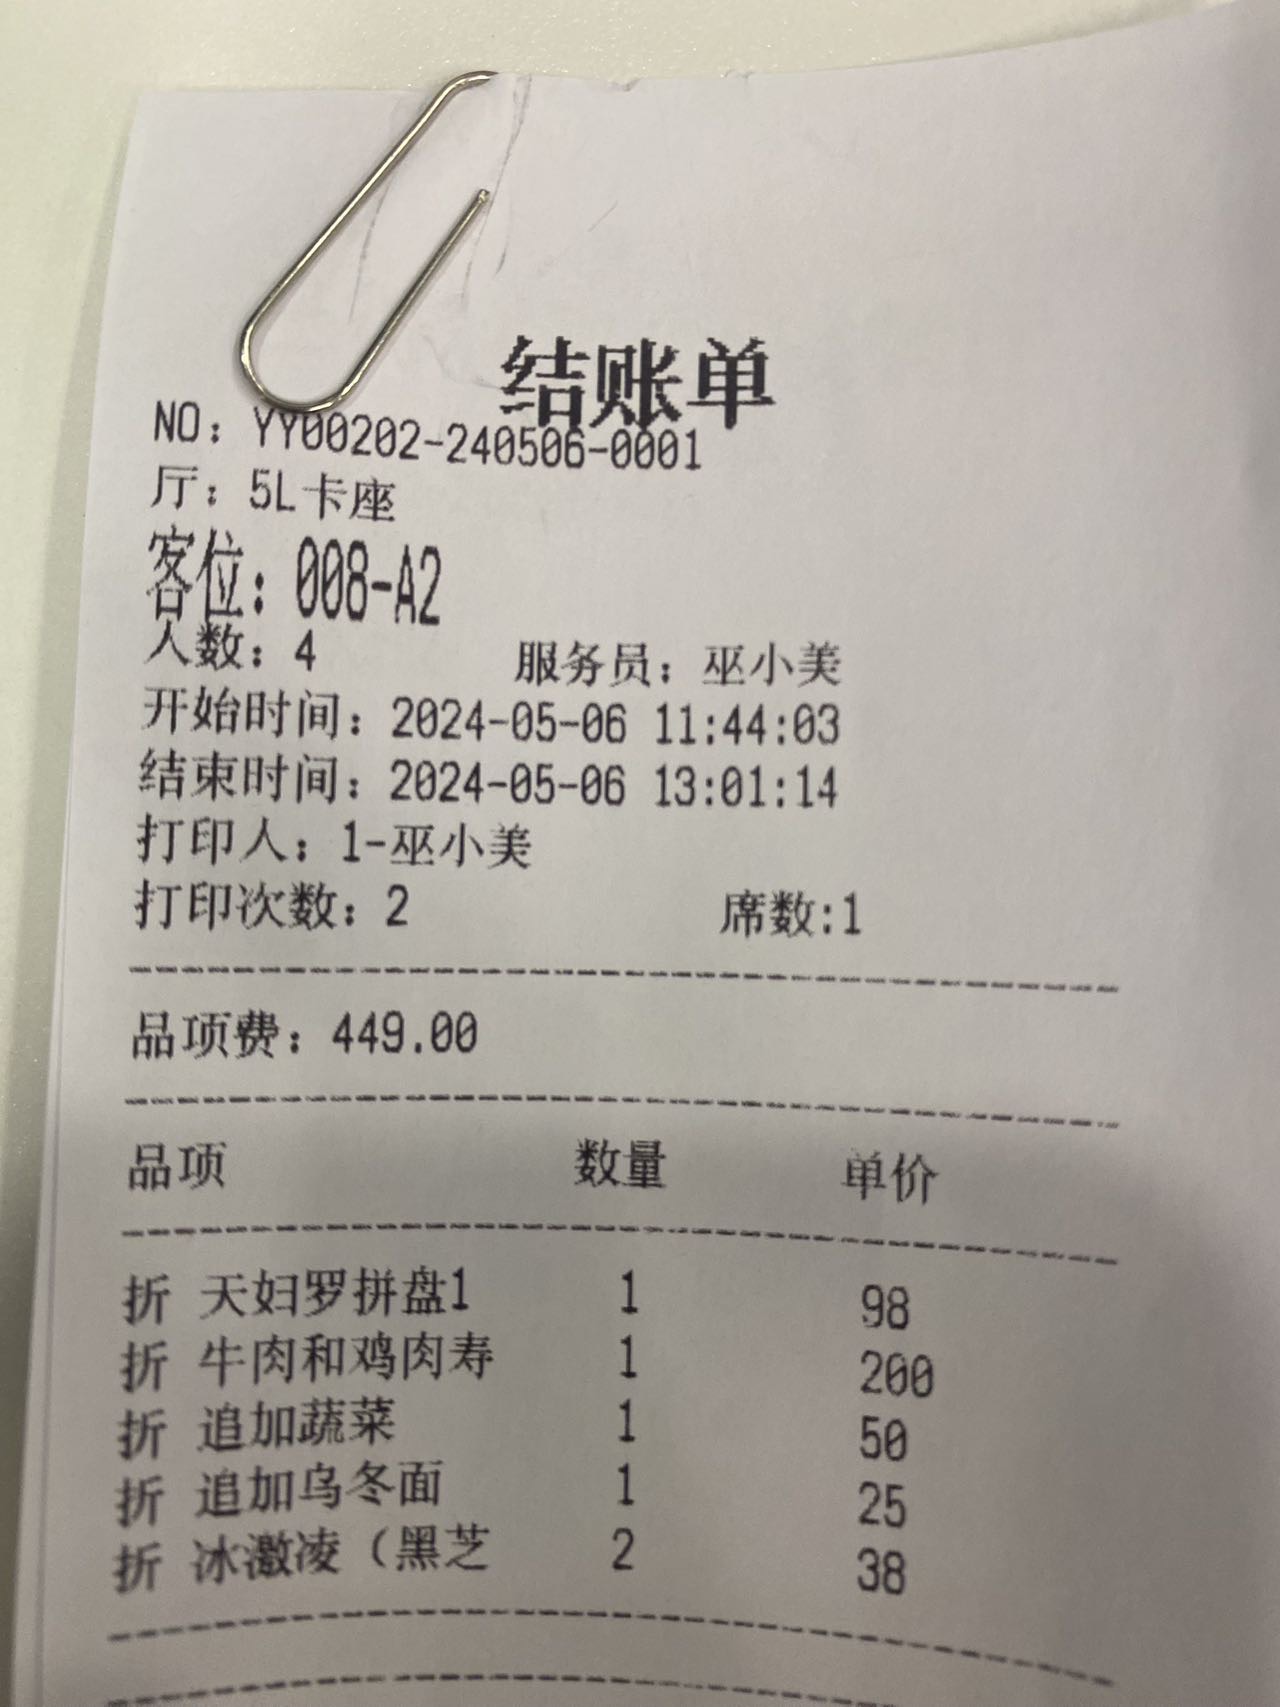 结账单
NO：YY00202-240506-0001
厅：5L卡座
客位：008-A2
人数：4 服务员：巫小美
开始时间：2024-05-06 11:44:03
结束时间：2024-05-06 13:01:14
打印人：1-巫小美
打印次数：2 席数:1
品项费：449.00
品项 数量 单价
折 天妇罗拼盘1 1 98
折 牛肉和鸡肉寿 1 200
折 追加蔬菜 1 50
折 追加乌冬面 1 25
折 冰激凌（黑芝 2 38